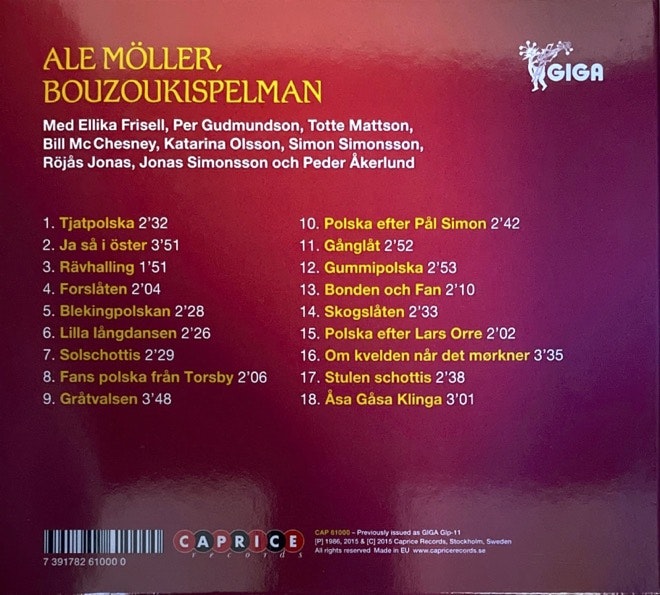 ALE MÖLLER,
BOUZOUKISPELMAN
GIGA
Med Ellika Frisell, Per Gudmundson, Totte Mattson,
Bill Mc Chesney, Katarina Olsson, Simon Simonsson,
Röjås Jonas, Jonas Simonsson och Peder Åkerlund
1. Tjatpolska 2’32
2. Ja så i öster 3’51
3. Rävhalling 1’51
4. Forslåten 2’04
5. Blekingpolskan 2’28
6. Lilla långdansen 2’26
7. Solschottis 2’29
8. Fans polska från Torsby 2’06
9. Gråtvalsen 3’48
10. Polska efter Pål Simon 2’42
11. Gånglåt 2’52
12. Gummipolska 2’53
13. Bonden och Fan 2’10
14. Skogslåten 2’33
15. Polska efter Lars Orre 2’02
16. Om kvelden når det mørkner 3’35
17. Stulen schottis 2’38
18. Åsa Gåsa Klinga 3’01
7 391782 61000 0
CAPRICE
records
CAP 61000 – Previously issued as GIGA Glp-11
[P] 1986, 2015 & [C] 2015 Caprice Records, Stockholm, Sweden
All rights reserved Made in EU www.capricerecords.se